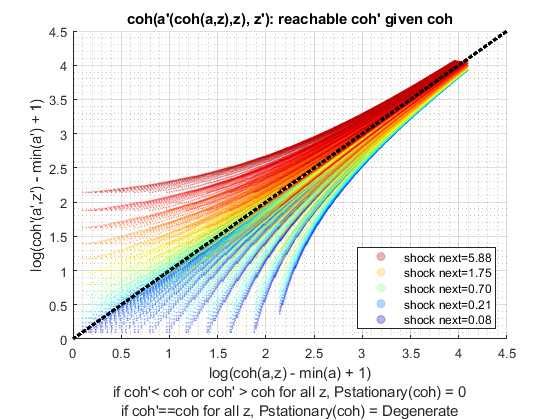 coh(a'(coh(a,z),z), z'): reachable coh' given coh
log(coh'(a',z') - min(a') + 1)
4.5
4
3.5
3
2.5
2
1.5
1
0.5
0
shock next=5.88
shock next=1.75
shock next=0.70
shock next=0.21
shock next=0.08
0 0.5 1 1.5 2 2.5 3 3.5 4 4.5
log(coh(a,z) - min(a) + 1)
if coh'< coh or coh' > coh for all z, Pstationary(coh) = 0
if coh'==coh for all z, Pstationary(coh) = Degenerate